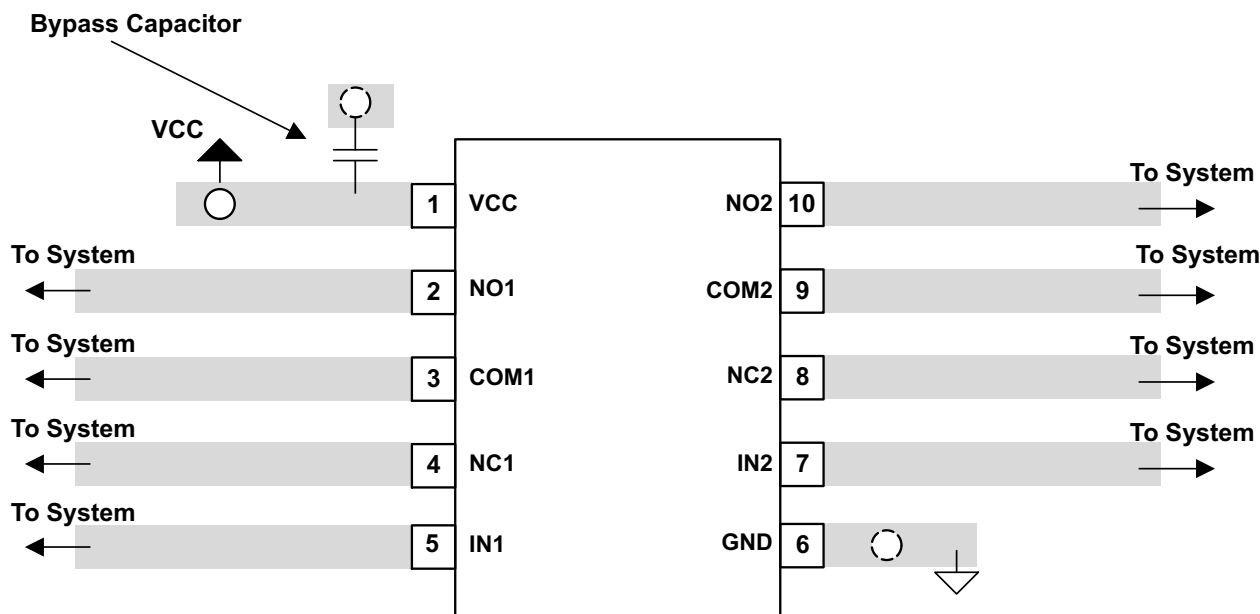 Bypass Capacitor
VCC
1 VCC NO2 10 To System
To System 2 NO1 COM2 9 To System
To System 3 COM1 NC2 8 To System
To System 4 NC1 IN2 7 To System
To System 5 IN1 GND 6